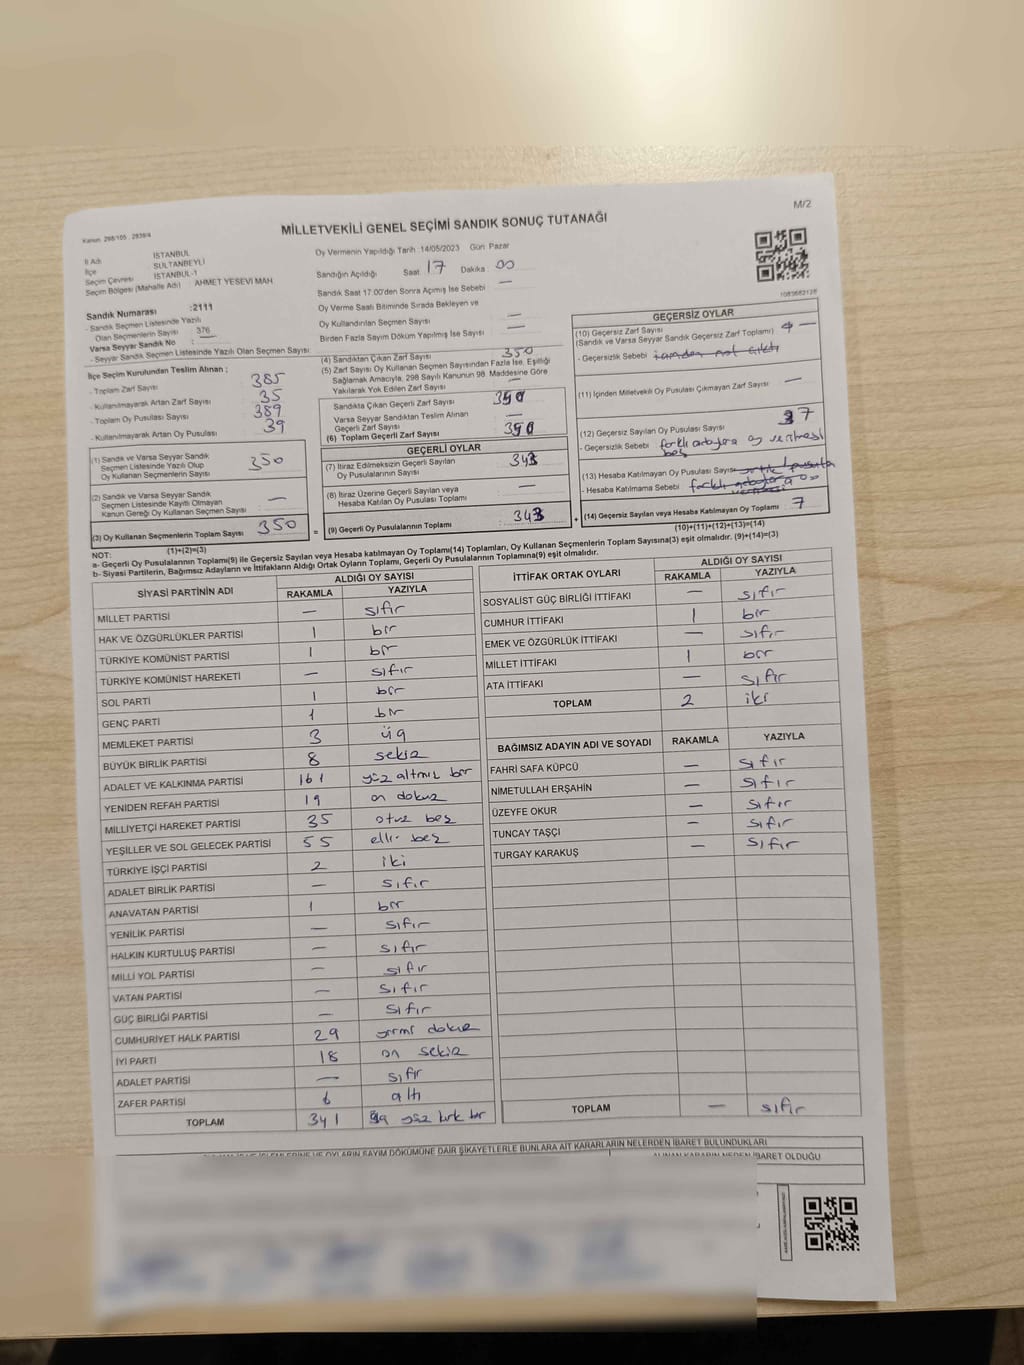 M/2
Kanun: 298/105 , 2839/4
MİLLETVEKİLİ GENEL SEÇİMİ SANDIK SONUÇ TUTANAĞI
İl Adı : İSTANBUL
İlçe : SULTANBEYLİ
Seçim Çevresi : İSTANBUL-1
Seçim Bölgesi (Mahalle Adı) : AHMET YESEVİ MAH
Sandık Numarası :2111
- Sandık Seçmen Listesinde Yazılı
Olan Seçmenlerin Sayısı : 376
Varsa Seyyar Sandık No :
- Seyyar Sandık Seçmen Listesinde Yazılı Olan Seçmen Sayısı:
İlçe Seçim Kurulundan Teslim Alınan ;
- Toplam Zarf Sayısı 385
- Kullanılmayarak Artan Zarf Sayısı 35
- Toplam Oy Pusulası Sayısı 389
- Kullanılmayarak Artan Oy Pusulası 39
(1) Sandık ve Varsa Seyyar Sandık
Seçmen Listesinde Yazılı Olup
Oy Kullanan Seçmenlerin Sayısı : 350
(2) Sandık ve Varsa Seyyar Sandık
Seçmen Listesinde Kayıtlı Olmayan
Kanun Gereği Oy Kullanan Seçmen Sayısı : —
(3) Oy Kullanan Seçmenlerin Toplam Sayısı 350
(1)+(2)=(3)
Oy Vermenin Yapıldığı Tarih :14/05/2023 Gün: Pazar
Sandığın Açıldığı Saat 17 Dakika : 00
Sandık Saat 17:00'den Sonra Açımış İse Sebebi —
Oy Verme Saati Bitiminde Sırada Bekleyen ve
Oy Kullandırılan Seçmen Sayısı —
Birden Fazla Sayım Döküm Yapılmış İse Sayısı —
(4) Sandıktan Çıkan Zarf Sayısı 350
(5) Zarf Sayısı Oy Kullanan Seçmen Sayısından Fazla İse, Eşitliği
Sağlamak Amacıyla, 298 Sayılı Kanunun 98. Maddesine Göre
Yakılarak Yok Edilen Zarf Sayısı —
Sandıkta Çıkan Geçerli Zarf Sayısı 350
Varsa Seyyar Sandıktan Teslim Alınan
Geçerli Zarf Sayısı —
(6) Toplam Geçerli Zarf Sayısı 350
GEÇERLİ OYLAR
(7) İtiraz Edilmeksizin Geçerli Sayılan
Oy Pusulalarının Sayısı 343
(8) İtiraz Üzerine Geçerli Sayılan veya
Hesaba Katılan Oy Pusulası Toplamı —
= (9) Geçerli Oy Pusulalarının Toplamı 343 +
1089682128
GEÇERSİZ OYLAR
(10) Geçersiz Zarf Sayısı
(Sandık ve Varsa Seyyar Sandık Geçersiz Zarf Toplamı) —
- Geçersizlik Sebebi :
(11) İçinden Milletvekili Oy Pusulası Çıkmayan Zarf Sayısı —
(12) Geçersiz Sayılan Oy Pusulası Sayısı 7
- Geçersizlik Sebebi : farklı oy verilmesi
boş
(13) Hesaba Katılmayan Oy Pusulası Sayısı
- Hesaba Katılmama Sebebi :
(14) Geçersiz Sayılan veya Hesaba Katılmayan Oy Toplamı 7
(10)+(11)+(12)+(13)=(14)
NOT:
a- Geçerli Oy Pusulalarının Toplamı(9) ile Geçersiz Sayılan veya Hesaba katılmayan Oy Toplamı(14) Toplamları, Oy Kullanan Seçmenlerin Toplam Sayısına(3) eşit olmalıdır. (9)+(14)=(3)
b- Siyasi Partilerin, Bağımsız Adayların ve İttifakların Aldığı Ortak Oyların Toplamı, Geçerli Oy Pusulalarının Toplamına(9) eşit olmalıdır.
SİYASİ PARTİNİN ADI ALDIĞI OY SAYISI
RAKAMLA YAZIYLA
MİLLET PARTİSİ — sıfır
HAK VE ÖZGÜRLÜKLER PARTİSİ 1 bir
TÜRKİYE KOMÜNİST PARTİSİ 1 bir
TÜRKİYE KOMÜNİST HAREKETİ — sıfır
SOL PARTİ 1 bir
GENÇ PARTİ 1 bir
MEMLEKET PARTİSİ 3 üç
BÜYÜK BİRLİK PARTİSİ 8 sekiz
ADALET VE KALKINMA PARTİSİ 161 yüz altmış bir
YENİDEN REFAH PARTİSİ 19 on dokuz
MİLLİYETÇİ HAREKET PARTİSİ 35 otuz beş
YEŞİLLER VE SOL GELECEK PARTİSİ 55 elli beş
TÜRKİYE İŞÇİ PARTİSİ 2 iki
ADALET BİRLİK PARTİSİ — sıfır
ANAVATAN PARTİSİ 1 bir
YENİLİK PARTİSİ — sıfır
HALKIN KURTULUŞ PARTİSİ — sıfır
MİLLİ YOL PARTİSİ — sıfır
VATAN PARTİSİ — sıfır
GÜÇ BİRLİĞİ PARTİSİ — sıfır
CUMHURİYET HALK PARTİSİ 29 yirmi dokuz
İYİ PARTİ 18 on sekiz
ADALET PARTİSİ — sıfır
ZAFER PARTİSİ 6 altı
TOPLAM 341 üç yüz kırk bir
İTTİFAK ORTAK OYLARI ALDIĞI OY SAYISI
RAKAMLA YAZIYLA
SOSYALİST GÜÇ BİRLİĞİ İTTİFAKI — sıfır
CUMHUR İTTİFAKI 1 bir
EMEK VE ÖZGÜRLÜK İTTİFAKI — sıfır
MİLLET İTTİFAKI 1 bir
ATA İTTİFAKI — sıfır
TOPLAM 2 iki
BAĞIMSIZ ADAYIN ADI VE SOYADI RAKAMLA YAZIYLA
FAHRİ SAFA KÜPCÜ — sıfır
NİMETULLAH ERŞAHİN — sıfır
ÜZEYFE OKUR — sıfır
TUNCAY TAŞÇI — sıfır
TURGAY KARAKUŞ — sıfır
TOPLAM — sıfır
OYLARIN SAYIM DÖKÜMÜNE DAİR ŞİKAYETLERLE BUNLARA AİT KARARLARIN NELERDEN İBARET BULUNDUKLARI
ALINAN KARARIN NEDEN İBARET OLDUĞU